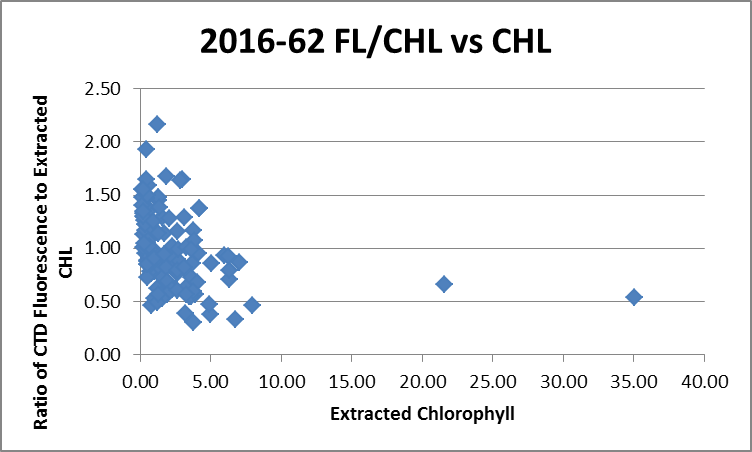 2016-62 FL/CHL vs CHL
Ratio of CTD Fluorescence to Extracted
CHL
2.50
2.00
1.50
1.00
0.50
0.00
0.00 5.00 10.00 15.00 20.00 25.00 30.00 35.00 40.00
Extracted Chlorophyll